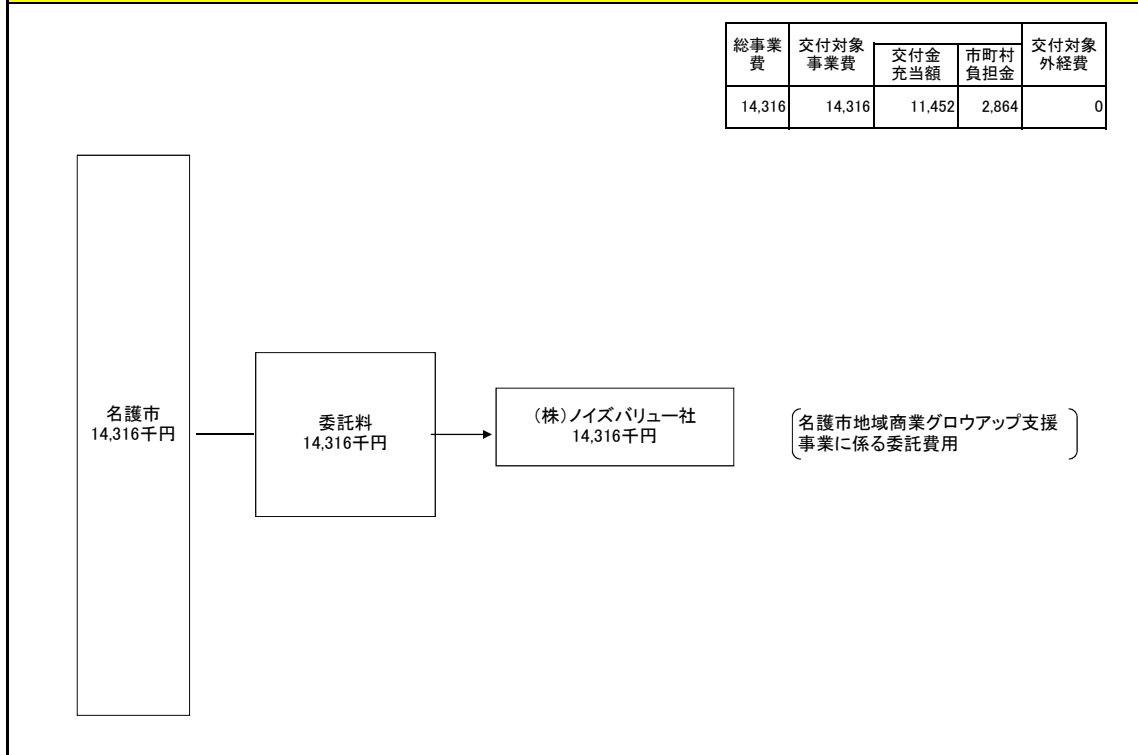 総事業
費
交付対象
事業費
交付金
充当額
市町村
負担金
交付対象
外経費
14,316 14,316 11,452 2,864 0
名護市
14,316千円
委託料
14,316千円
(株)ノイズバリュー社
14,316千円
名護市地域商業グロウアップ支援
事業に係る委託費用